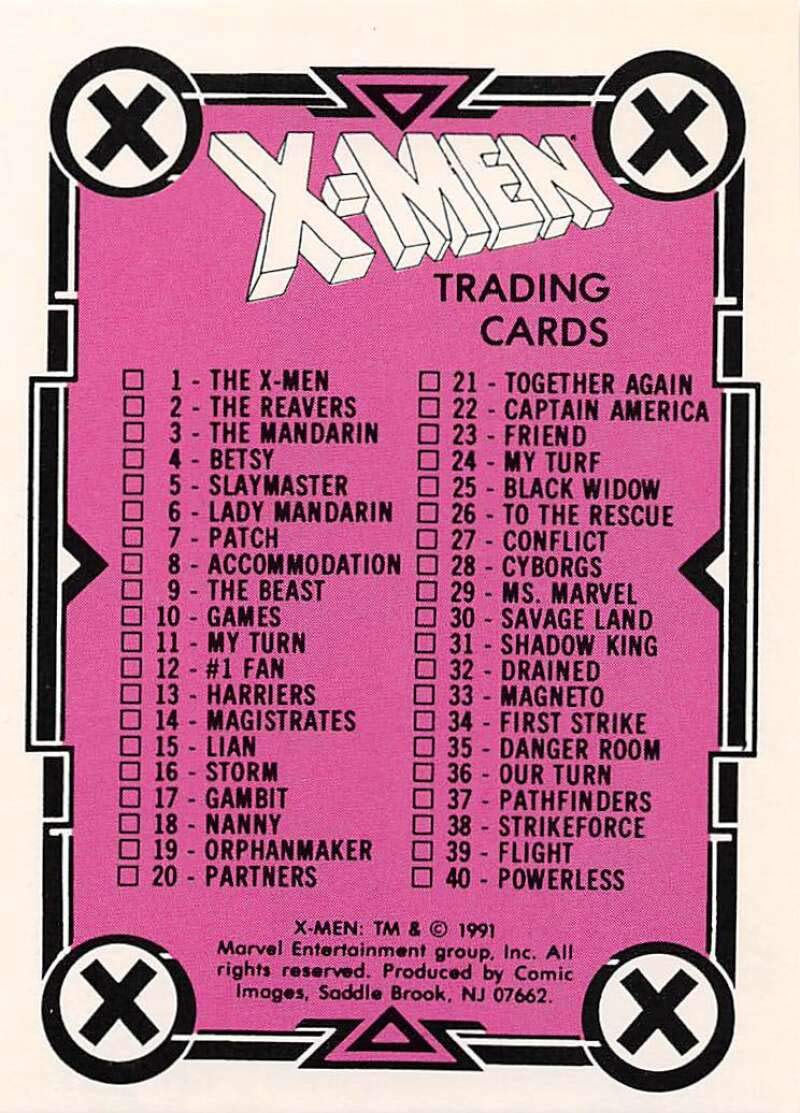 X X
X-MEN
TRADING
CARDS
□ 1 - THE X-MEN
□ 2 - THE REAVERS
□ 3 - THE MANDARIN
□ 4 - BETSY
□ 5 - SLAYMASTER
□ 6 - LADY MANDARIN
□ 7 - PATCH
□ 8 - ACCOMMODATION
□ 9 - THE BEAST
□ 10 - GAMES
□ 11 - MY TURN
□ 12 - #1 FAN
□ 13 - HARRIERS
□ 14 - MAGISTRATES
□ 15 - LIAN
□ 16 - STORM
□ 17 - GAMBIT
□ 18 - NANNY
□ 19 - ORPHANMAKER
□ 20 - PARTNERS
□ 21 - TOGETHER AGAIN
□ 22 - CAPTAIN AMERICA
□ 23 - FRIEND
□ 24 - MY TURF
□ 25 - BLACK WIDOW
□ 26 - TO THE RESCUE
□ 27 - CONFLICT
□ 28 - CYBORGS
□ 29 - MS. MARVEL
□ 30 - SAVAGE LAND
□ 31 - SHADOW KING
□ 32 - DRAINED
□ 33 - MAGNETO
□ 34 - FIRST STRIKE
□ 35 - DANGER ROOM
□ 36 - OUR TURN
□ 37 - PATHFINDERS
□ 38 - STRIKEFORCE
□ 39 - FLIGHT
□ 40 - POWERLESS
X-MEN: TM & © 1991
Marvel Entertainment group, Inc. All
rights reserved. Produced by Comic
Images, Saddle Brook, NJ 07662.
X X